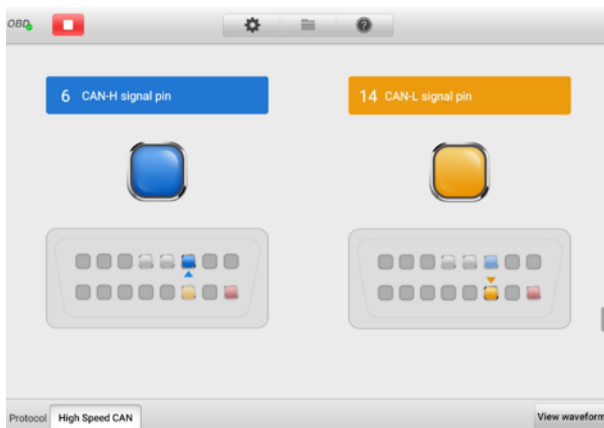 OBD
6 CAN-H signal pin
14 CAN-L signal pin
Protocol High Speed CAN
View waveform